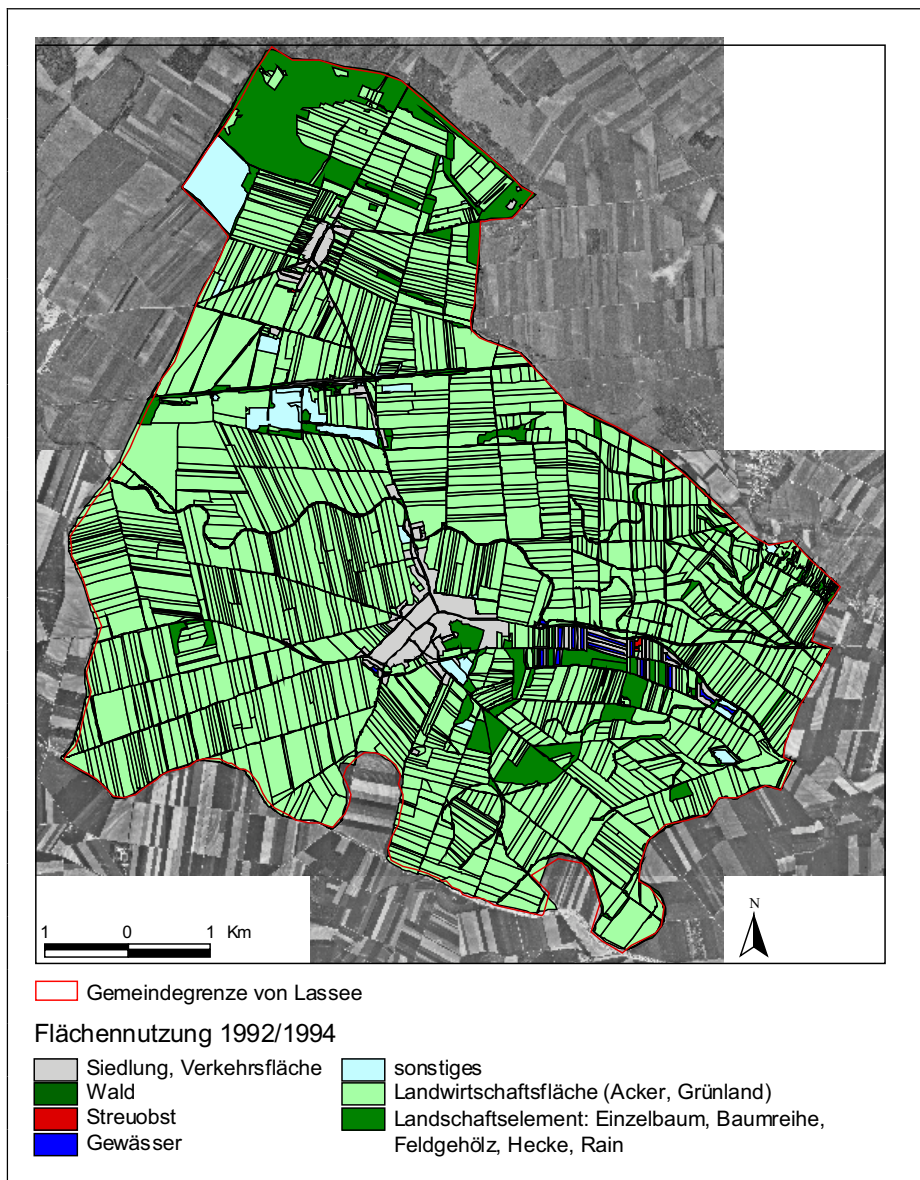 N
1 0 1 Km
Gemeindegrenze von Lassee
Flächennutzung 1992/1994
Siedlung, Verkehrsfläche
Wald
Streuobst
Gewässer
sonstiges
Landwirtschaftsfläche (Acker, Grünland)
Landschaftselement: Einzelbaum, Baumreihe,
Feldgehölz, Hecke, Rain